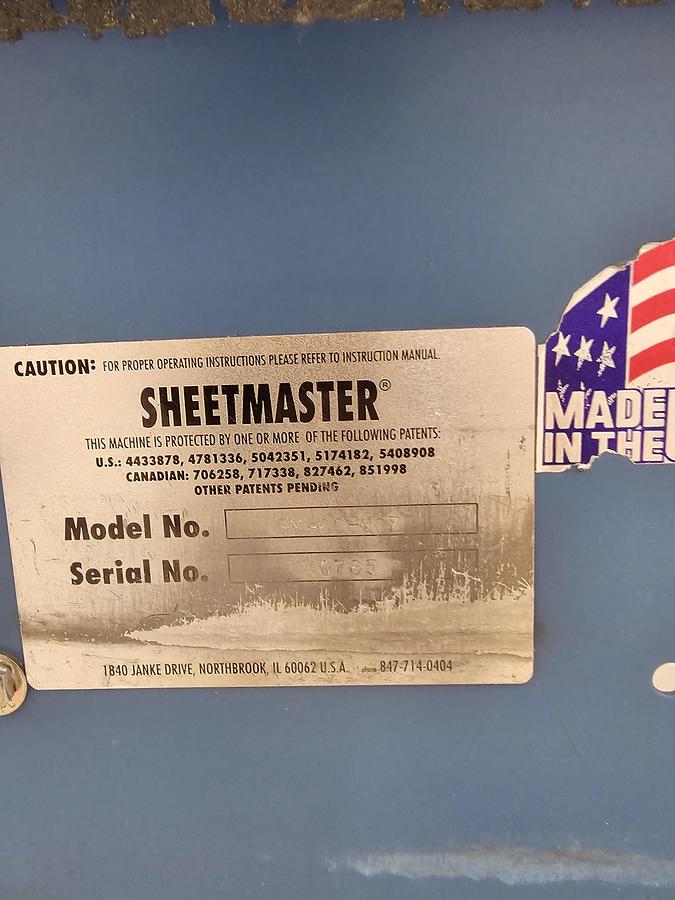 CAUTION: FOR PROPER OPERATING INSTRUCTIONS PLEASE REFER TO INSTRUCTION MANUAL.
SHEETMASTER®
THIS MACHINE IS PROTECTED BY ONE OR MORE OF THE FOLLOWING PATENTS:
U.S.: 4433878, 4781336, 5042351, 5174182, 5408908
CANADIAN: 706258, 717338, 827462, 851998
OTHER PATENTS PENDING
Model No.
Serial No.
1840 JANKE DRIVE, NORTHBROOK, IL 60062 U.S.A. phone 847-714-0404
MADE
IN THE